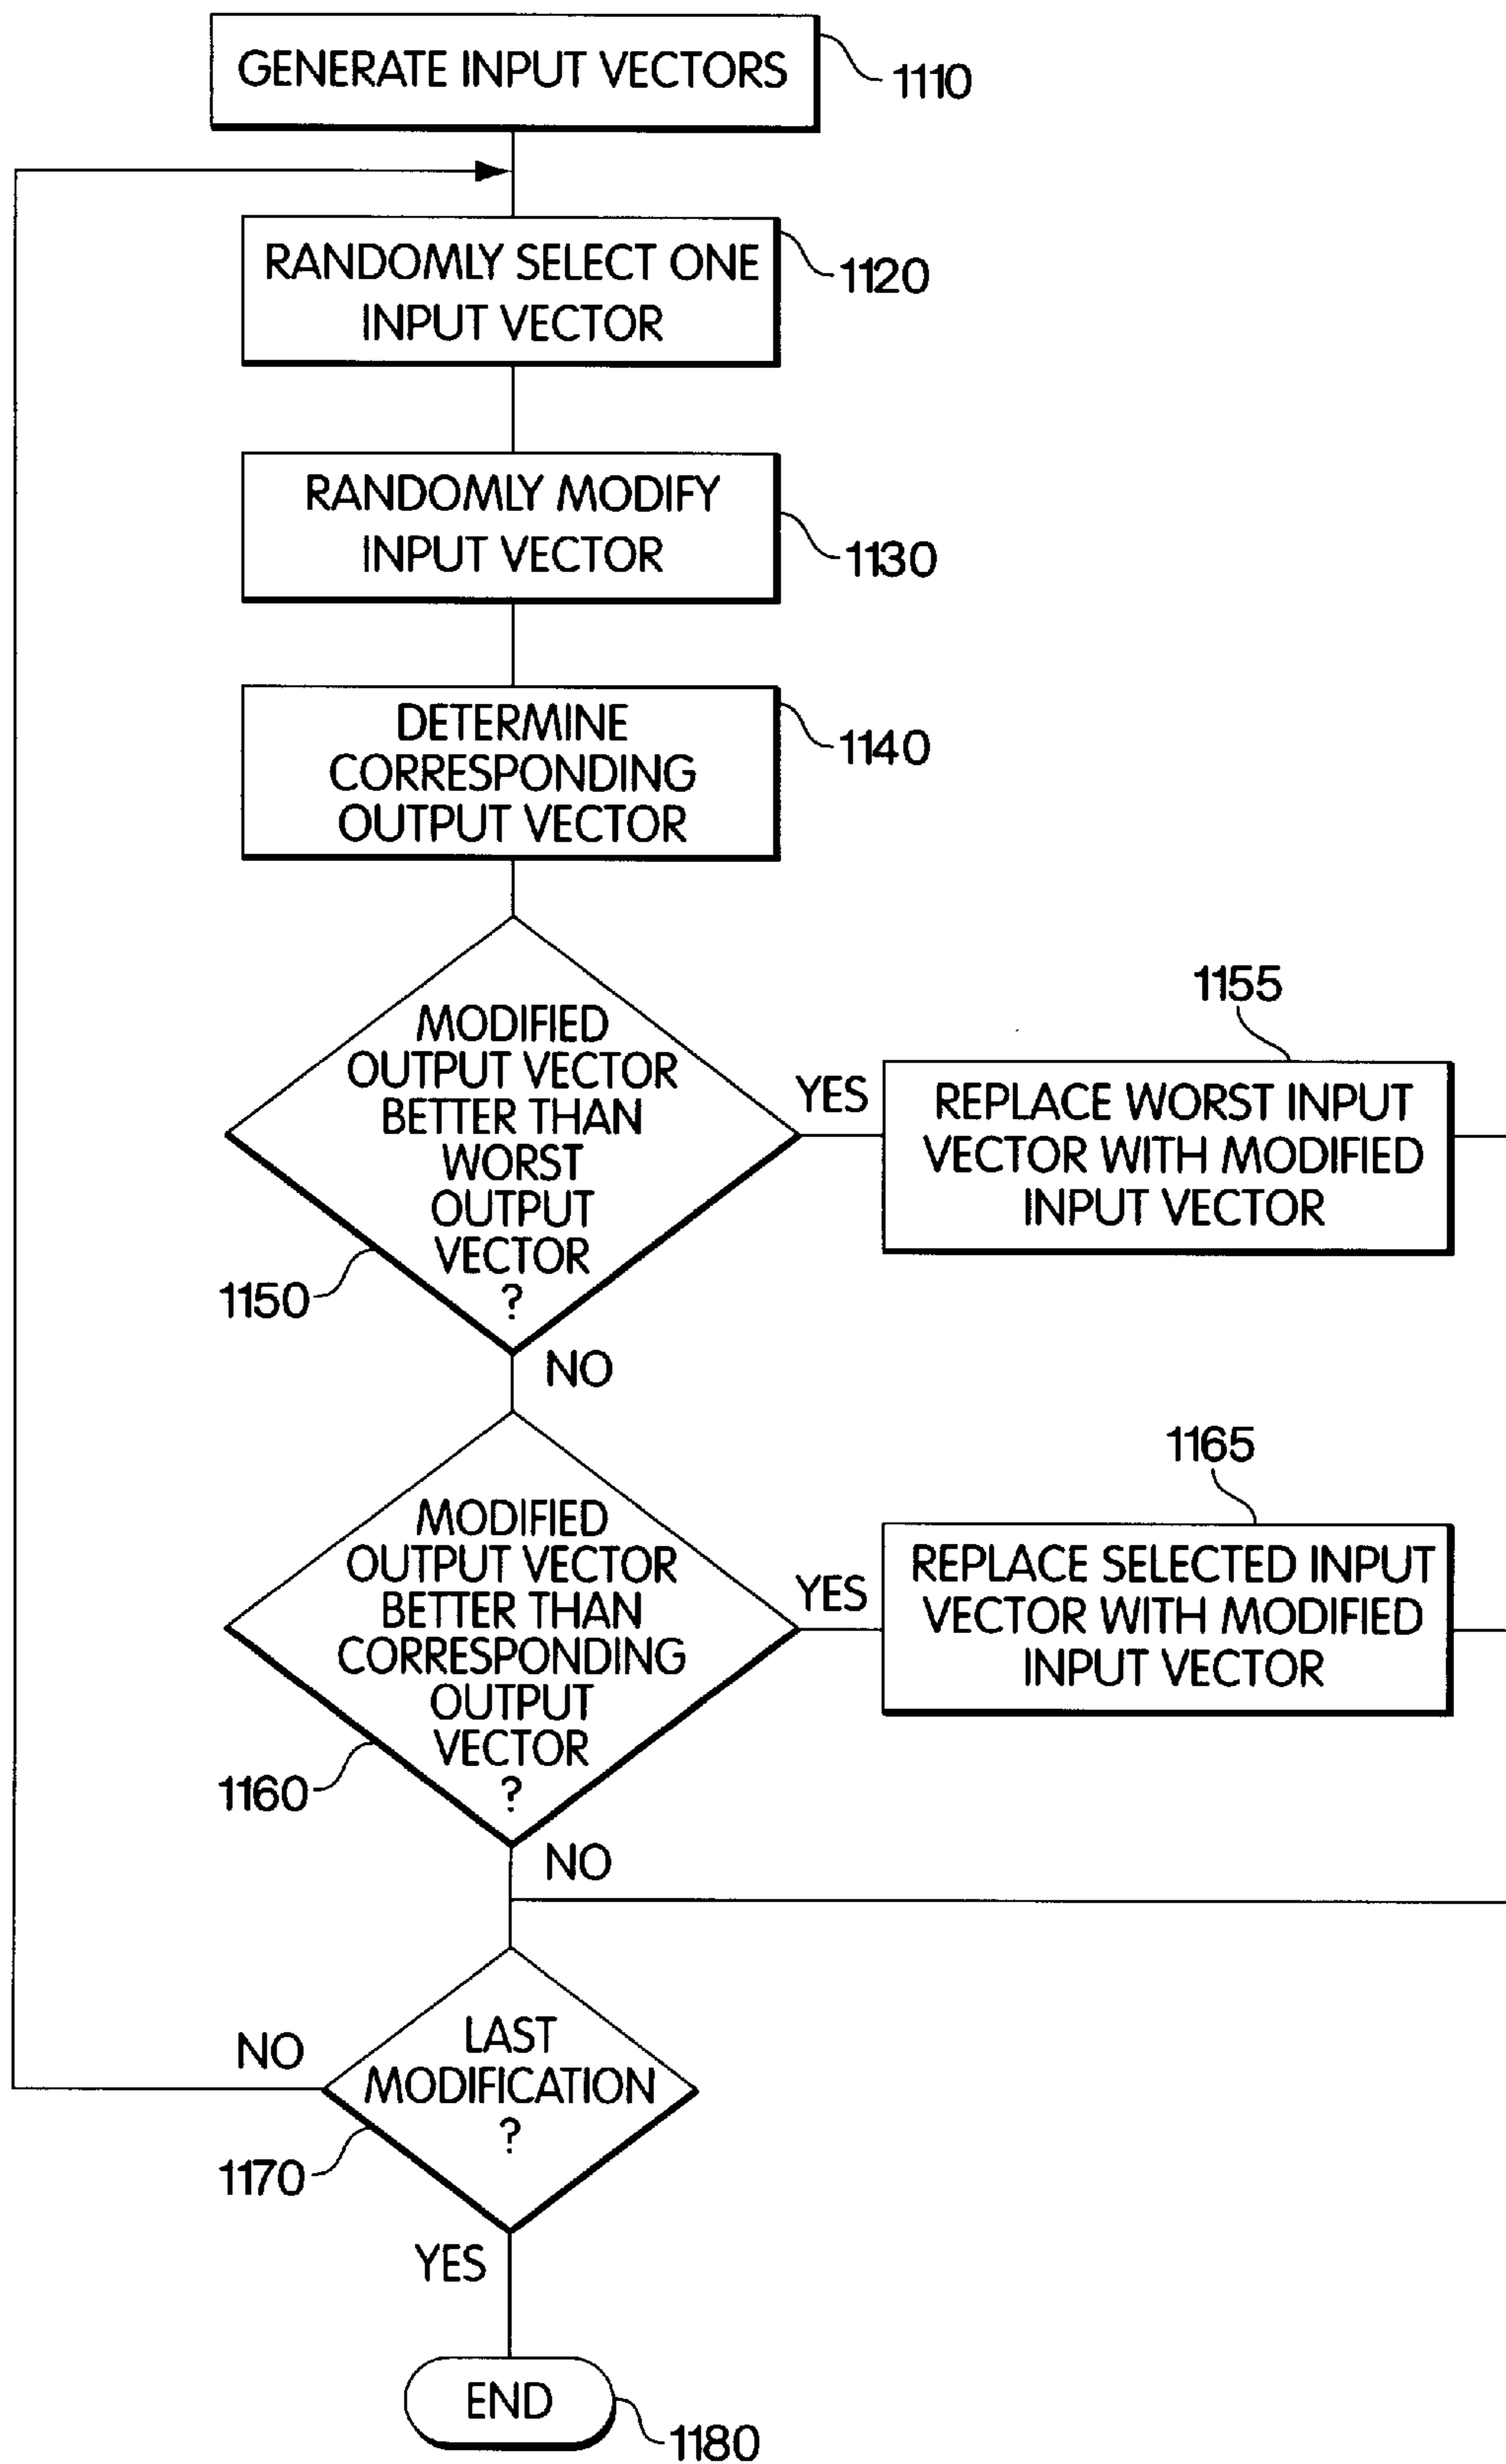 GENERATE INPUT VECTORS
1110
RANDOMLY SELECT ONE
INPUT VECTOR
1120
RANDOMLY MODIFY
INPUT VECTOR
1130
DETERMINE
CORRESPONDING
OUTPUT VECTOR
1140
MODIFIED
OUTPUT VECTOR
BETTER THAN
WORST
OUTPUT
VECTOR
?
1150
YES
NO
1155
REPLACE WORST INPUT
VECTOR WITH MODIFIED
INPUT VECTOR
MODIFIED
OUTPUT VECTOR
BETTER THAN
CORRESPONDING
OUTPUT
VECTOR
?
1160
YES
NO
1165
REPLACE SELECTED INPUT
VECTOR WITH MODIFIED
INPUT VECTOR
LAST
MODIFICATION
?
NO
1170
YES
END
1180